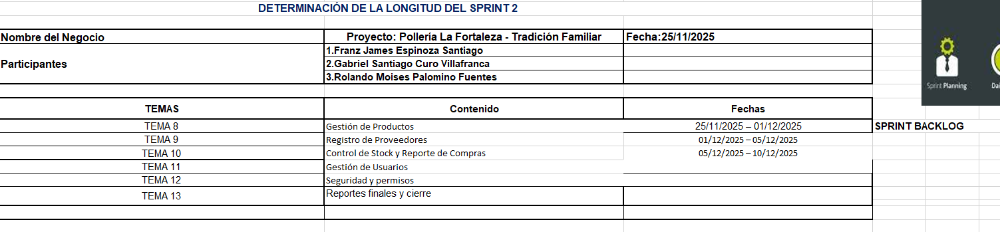 DETERMINACIÓN DE LA LONGITUD DEL SPRINT 2
Nombre del Negocio Proyecto: Pollería La Fortaleza - Tradición Familiar Fecha:25/11/2025
Participantes
1.Franz James Espinoza Santiago
2.Gabriel Santiago Curo Villafranca
3.Rolando Moises Palomino Fuentes
Sprint Planning
TEMAS Contenido Fechas
TEMA 8 Gestión de Productos 25/11/2025 – 01/12/2025 SPRINT BACKLOG
TEMA 9 Registro de Proveedores 01/12/2025 – 05/12/2025
TEMA 10 Control de Stock y Reporte de Compras 05/12/2025 – 10/12/2025
TEMA 11 Gestión de Usuarios
TEMA 12 Seguridad y permisos
TEMA 13 Reportes finales y cierre